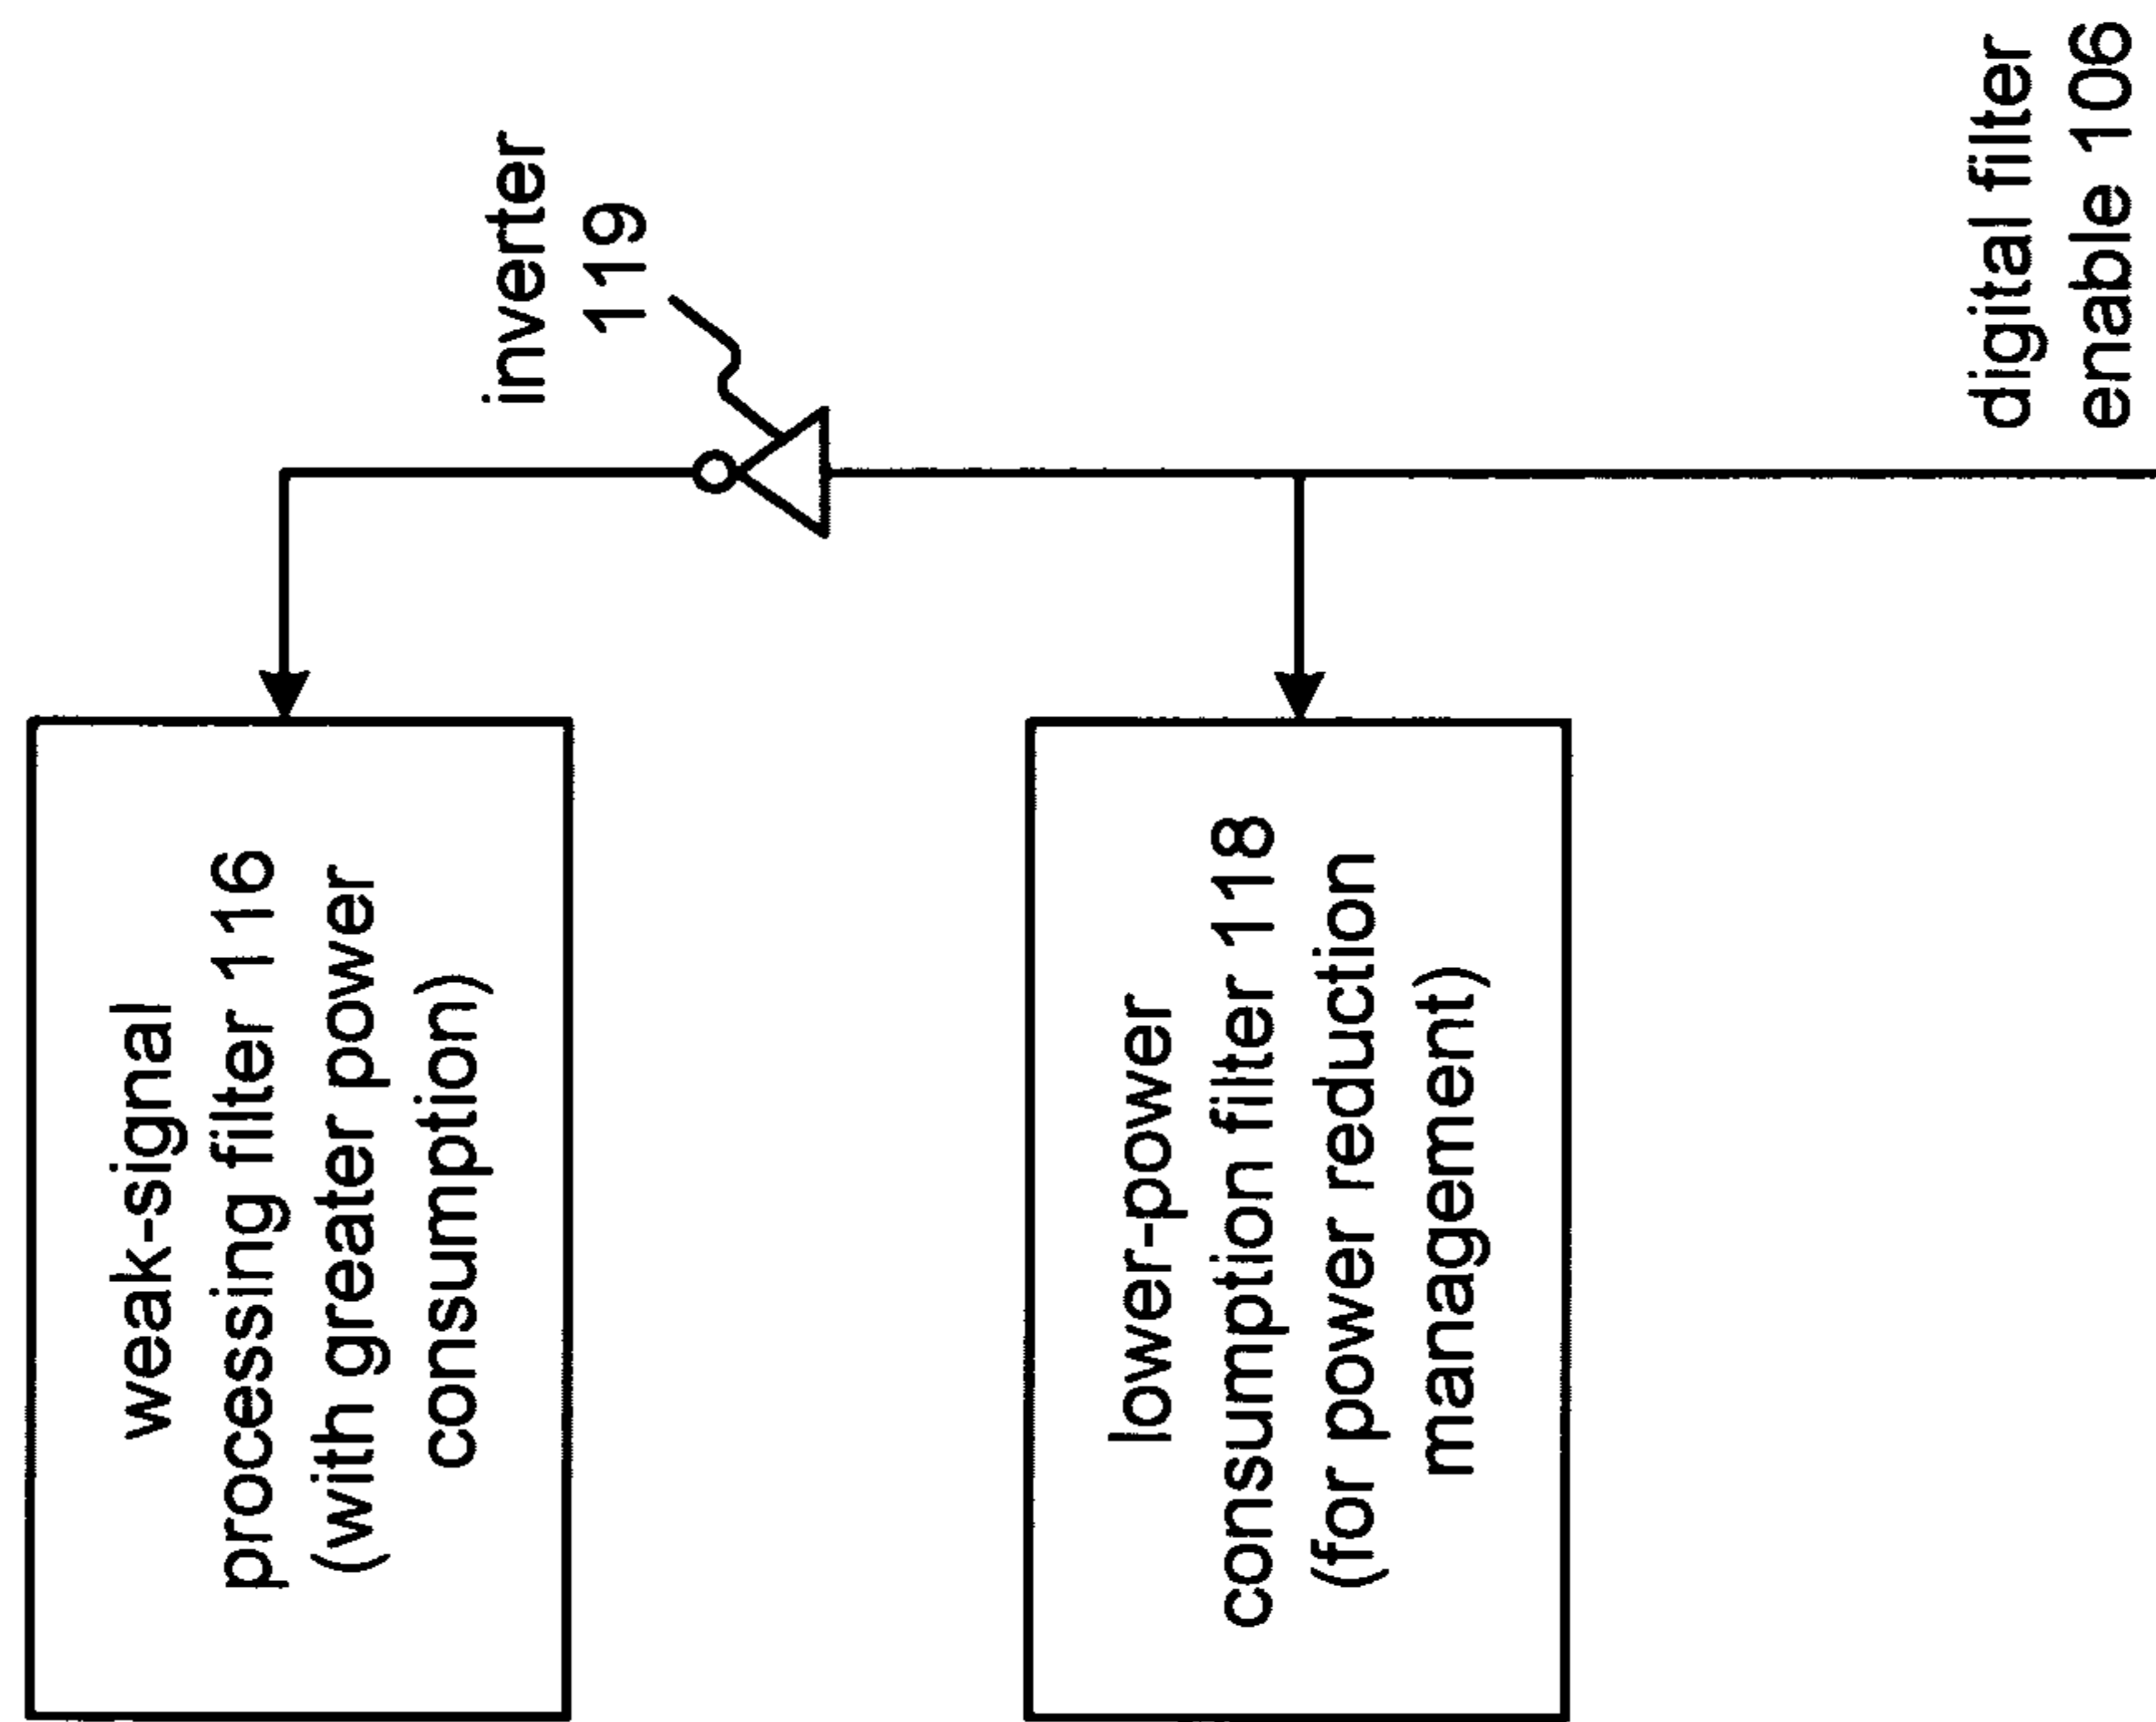 weak-signal
processing filter 116
(with greater power
consumption)
inverter
119
lower-power
consumption filter 118
(for power reduction
management)
digital filter
enable 106